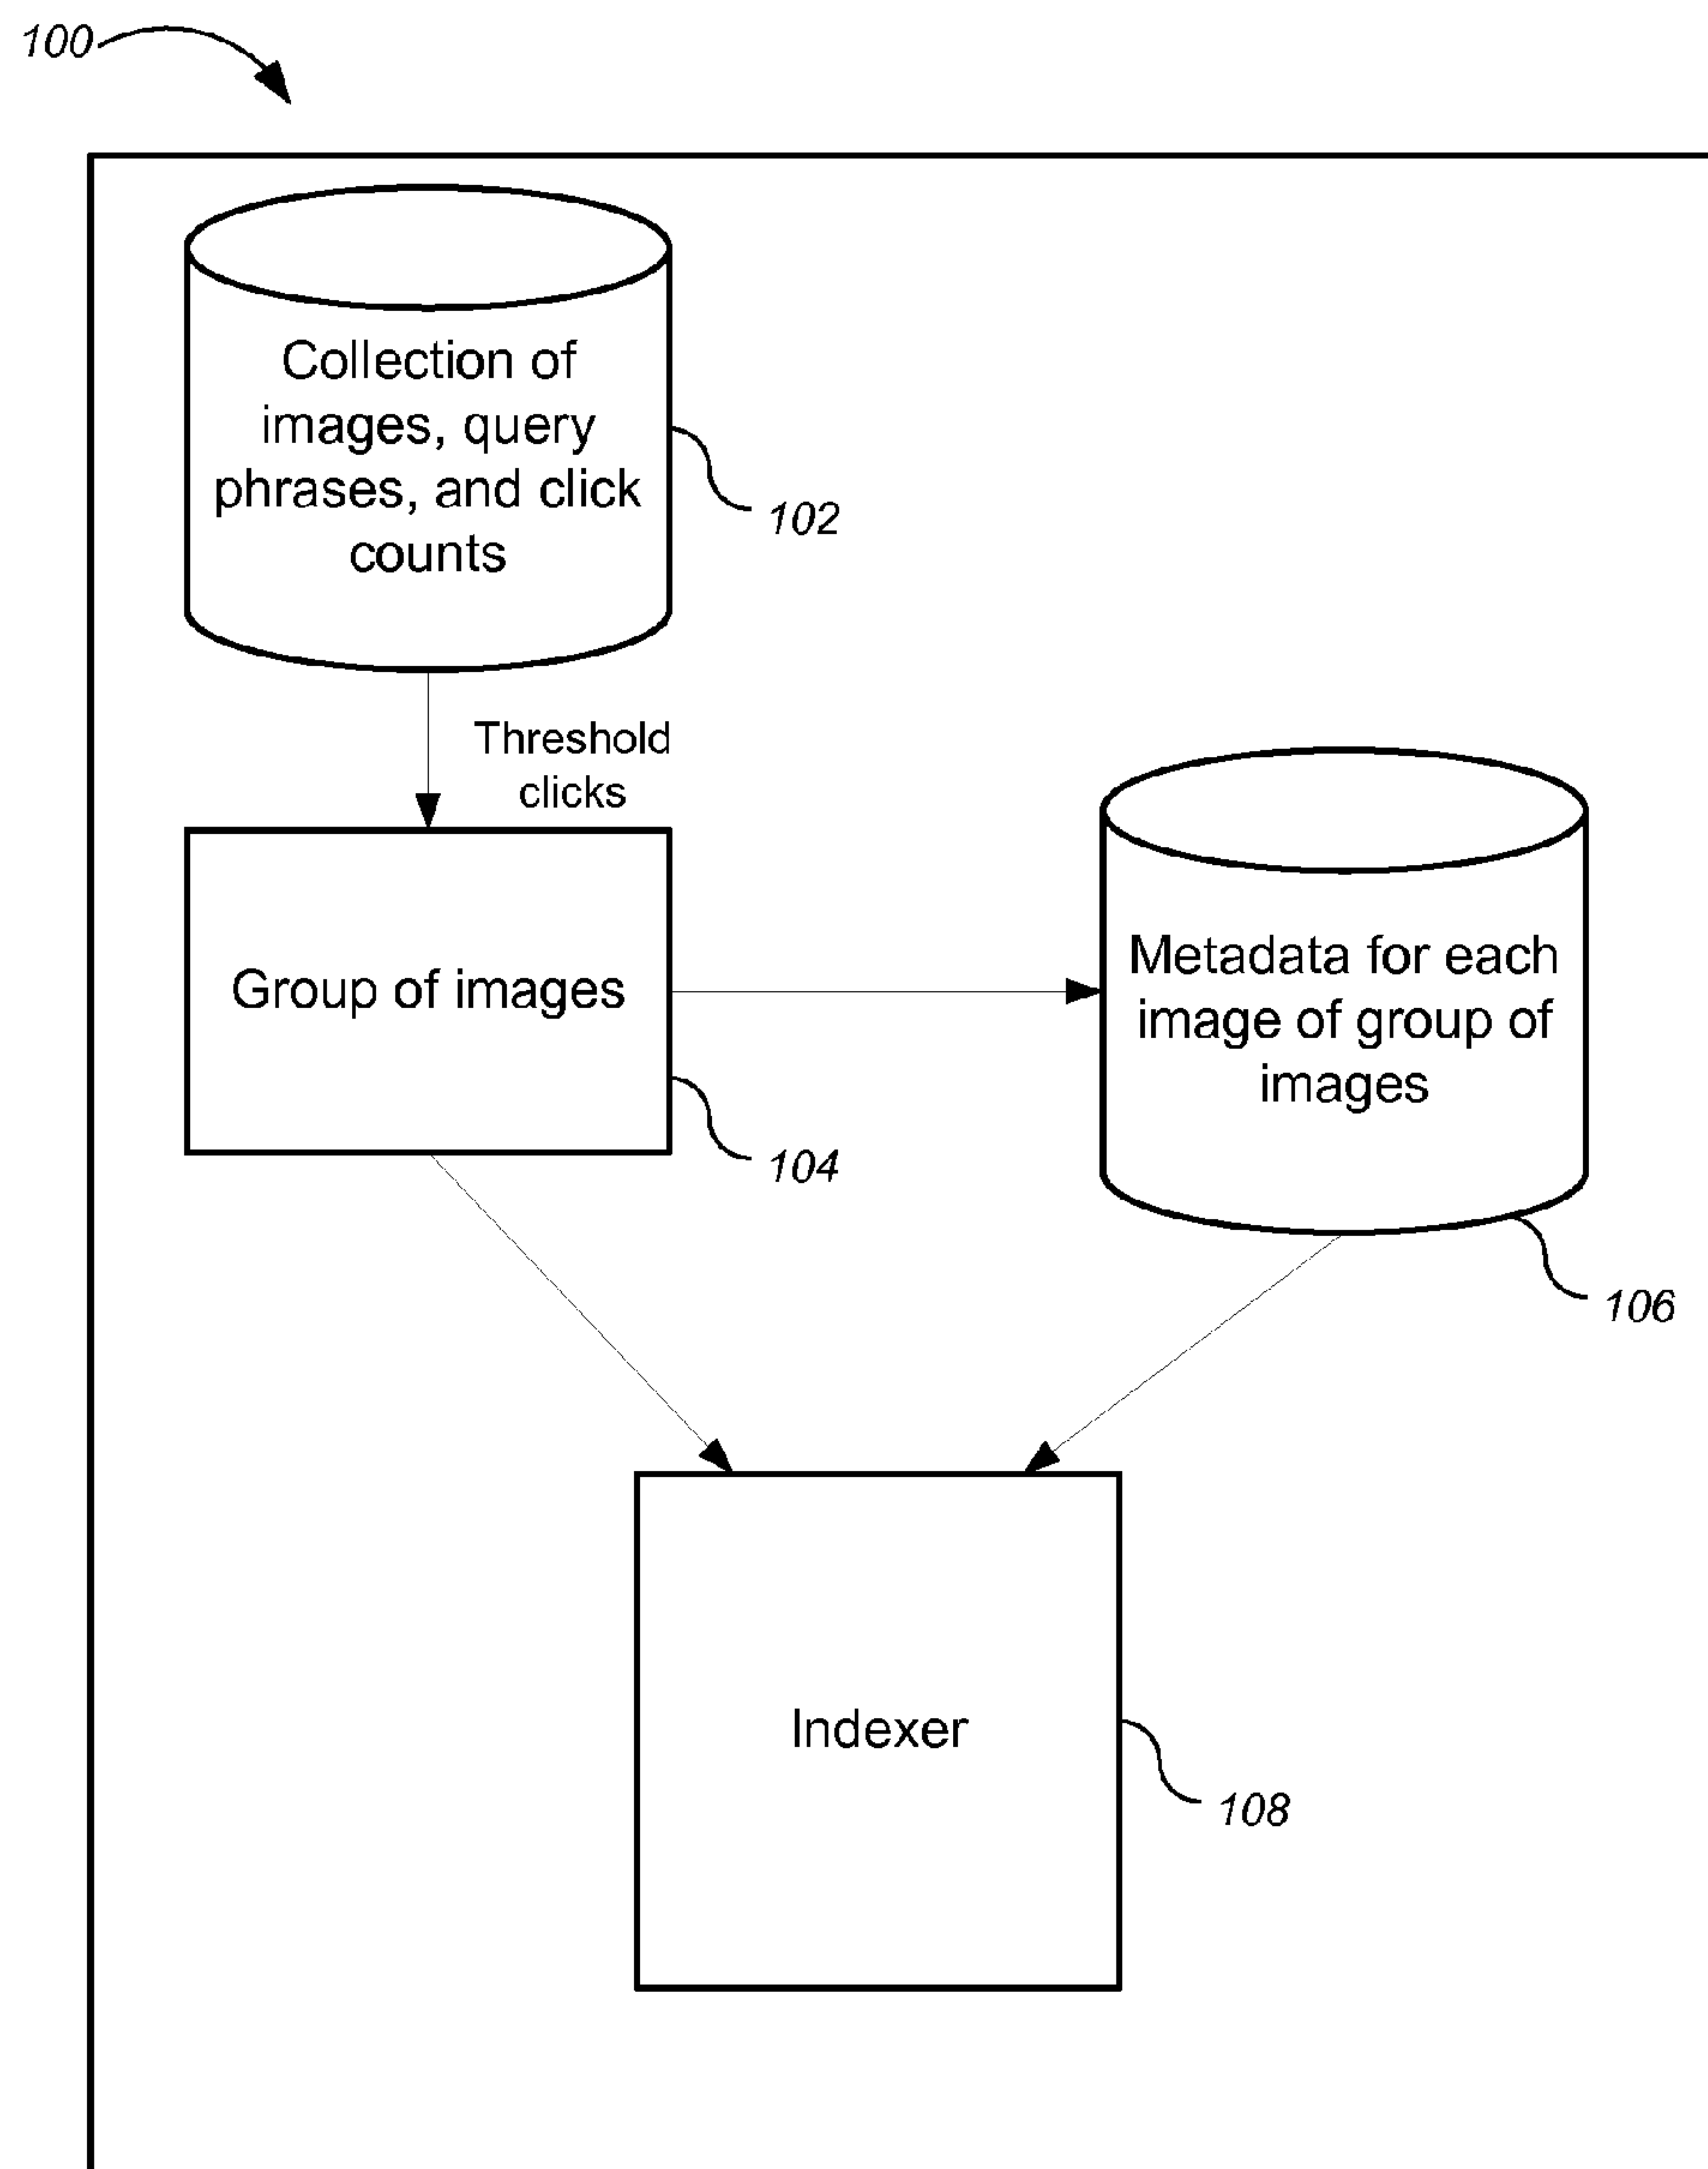 100
Collection of
images, query
phrases, and click
counts
102
Threshold
clicks
Group of images
104
Metadata for each
image of group of
images
106
Indexer
108